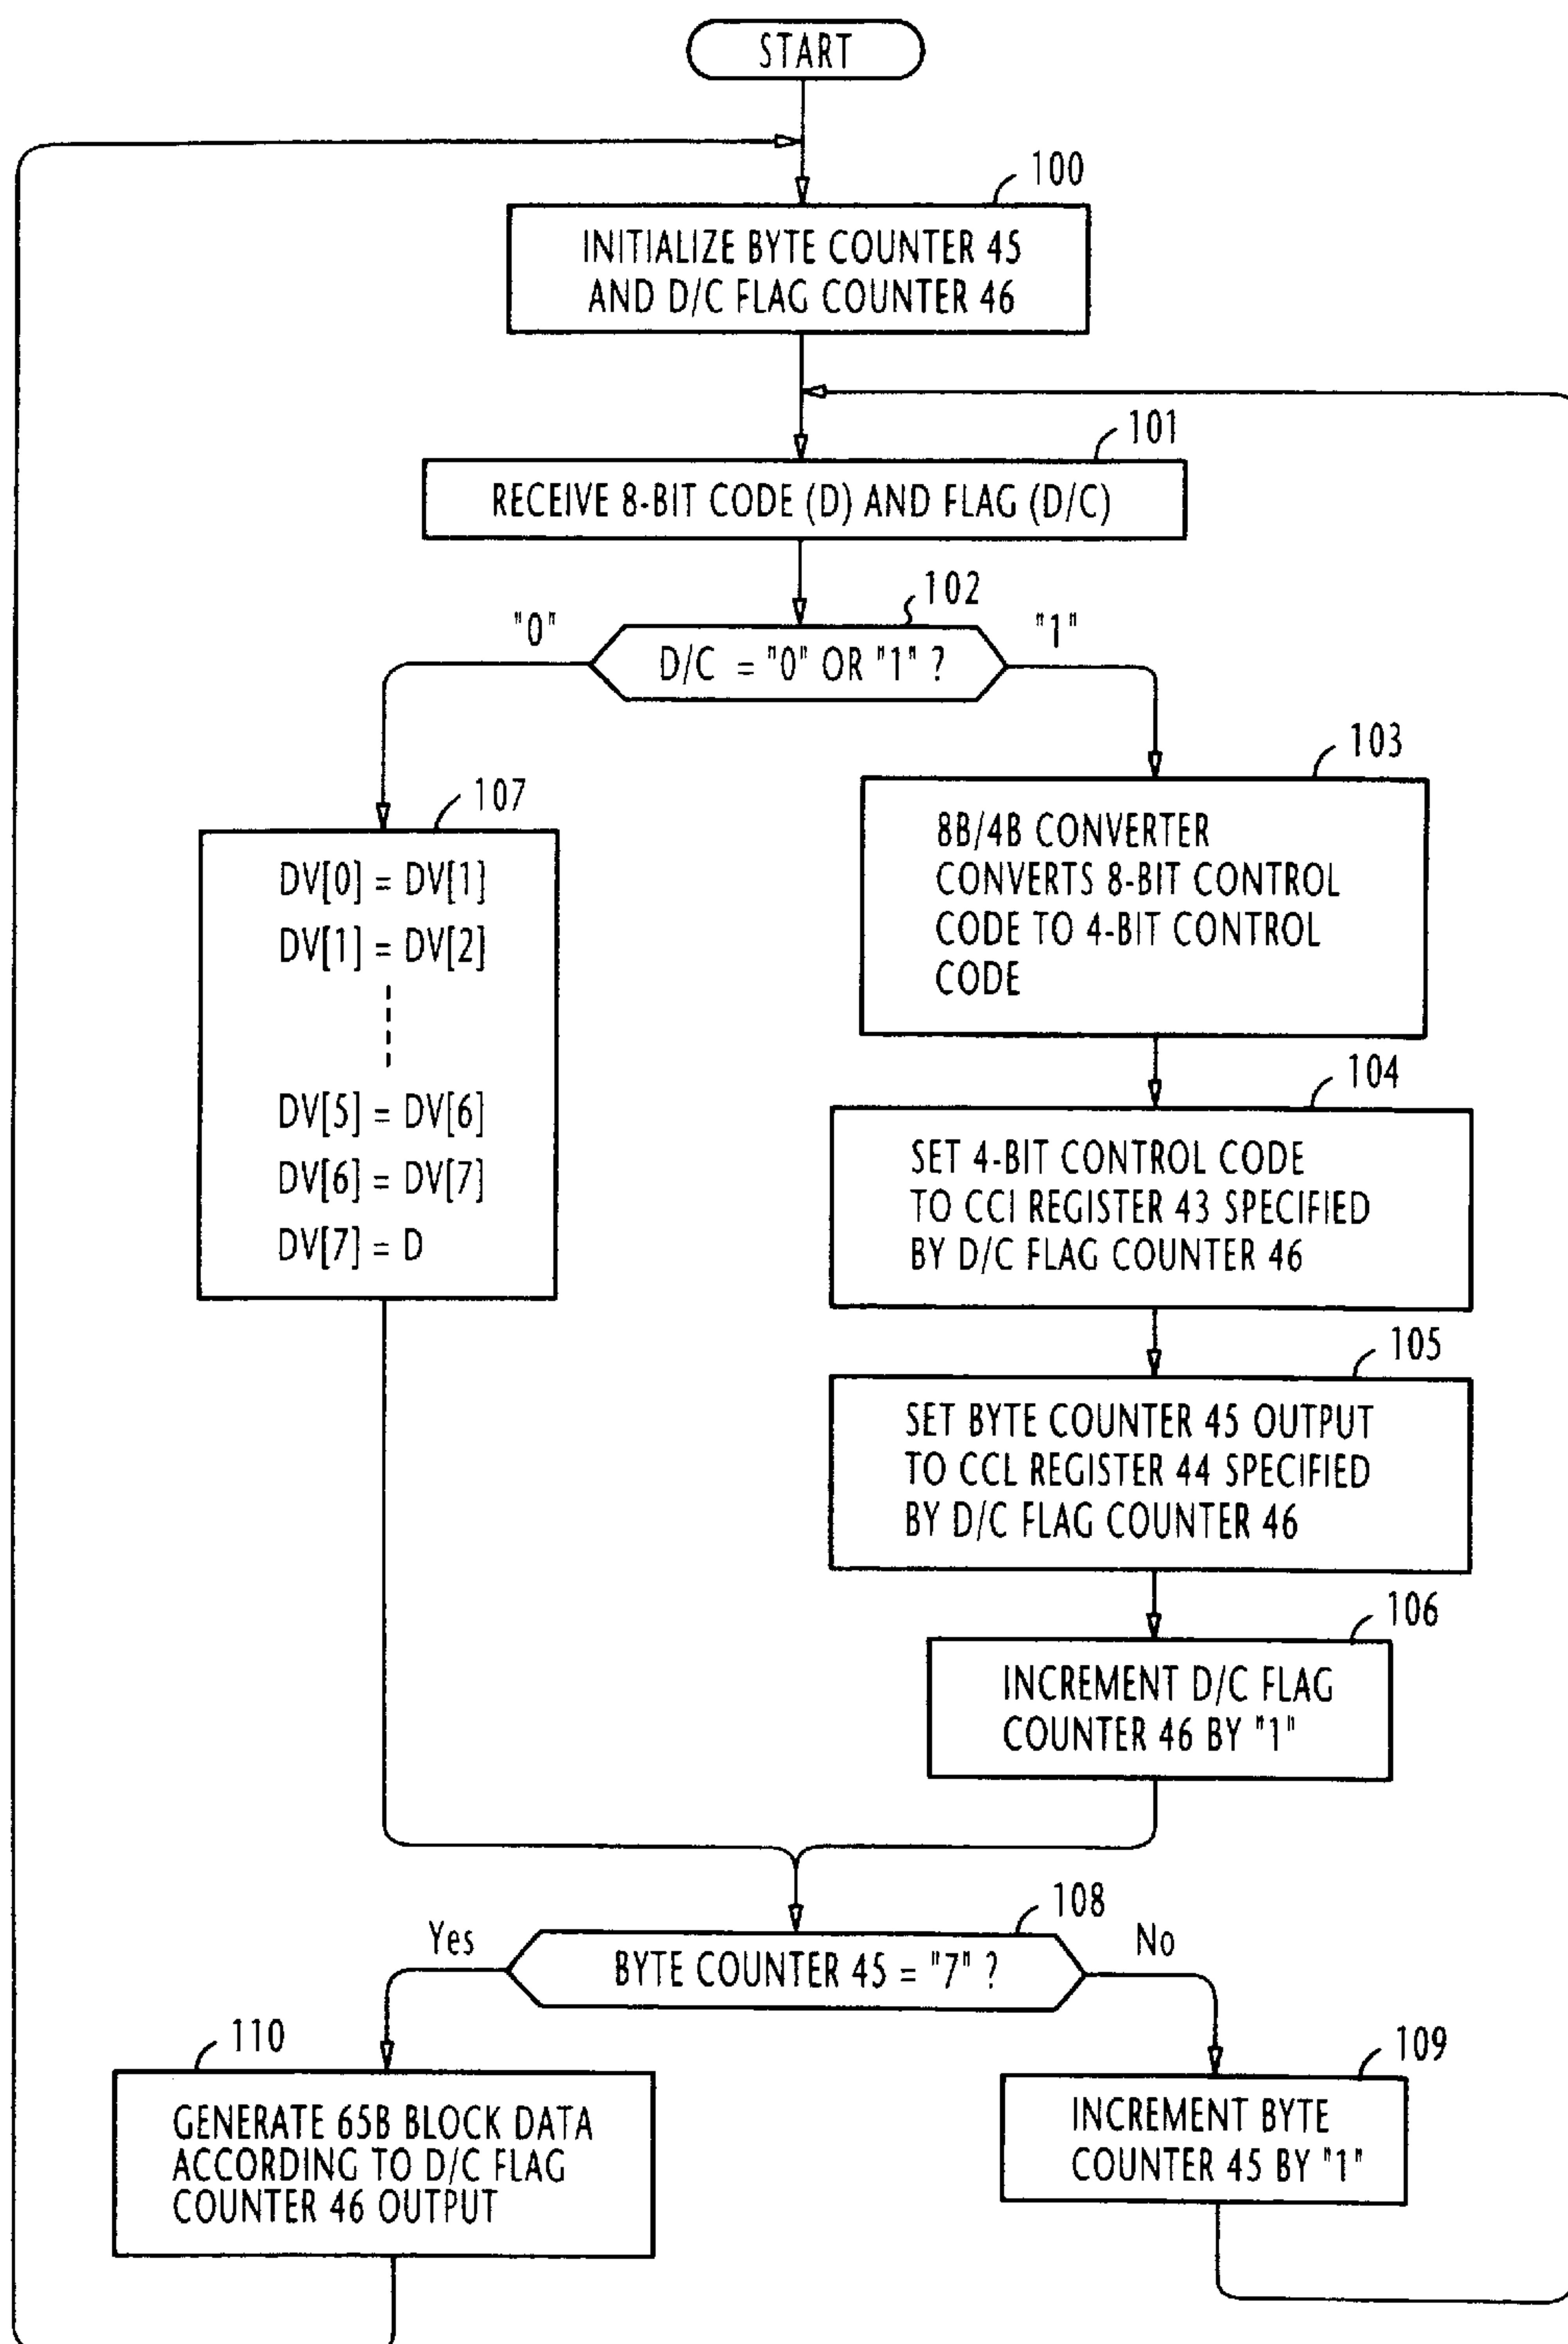 START
100
INITIALIZE BYTE COUNTER 45
AND D/C FLAG COUNTER 46
101
RECEIVE 8-BIT CODE (D) AND FLAG (D/C)
102
"0"
"1"
D/C = "0" OR "1" ?
103
8B/4B CONVERTER
CONVERTS 8-BIT CONTROL
CODE TO 4-BIT CONTROL
CODE
107
DV[0] = DV[1]
DV[1] = DV[2]
DV[5] = DV[6]
DV[6] = DV[7]
DV[7] = D
104
SET 4-BIT CONTROL CODE
TO CCI REGISTER 43 SPECIFIED
BY D/C FLAG COUNTER 46
105
SET BYTE COUNTER 45 OUTPUT
TO CCL REGISTER 44 SPECIFIED
BY D/C FLAG COUNTER 46
106
INCREMENT D/C FLAG
COUNTER 46 BY "1"
108
Yes
No
BYTE COUNTER 45 = "7" ?
110
GENERATE 65B BLOCK DATA
ACCORDING TO D/C FLAG
COUNTER 46 OUTPUT
109
INCREMENT BYTE
COUNTER 45 BY "1"